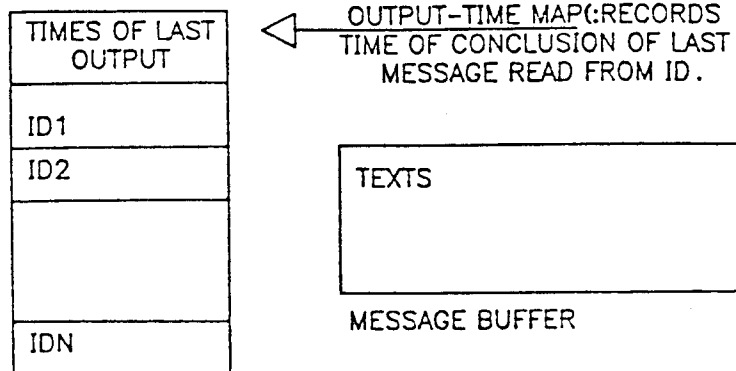 TIMES OF LAST
OUTPUT
ID1
ID2
IDN
OUTPUT-TIME MAP(:RECORDS
TIME OF CONCLUSION OF LAST
MESSAGE READ FROM ID.
TEXTS
MESSAGE BUFFER